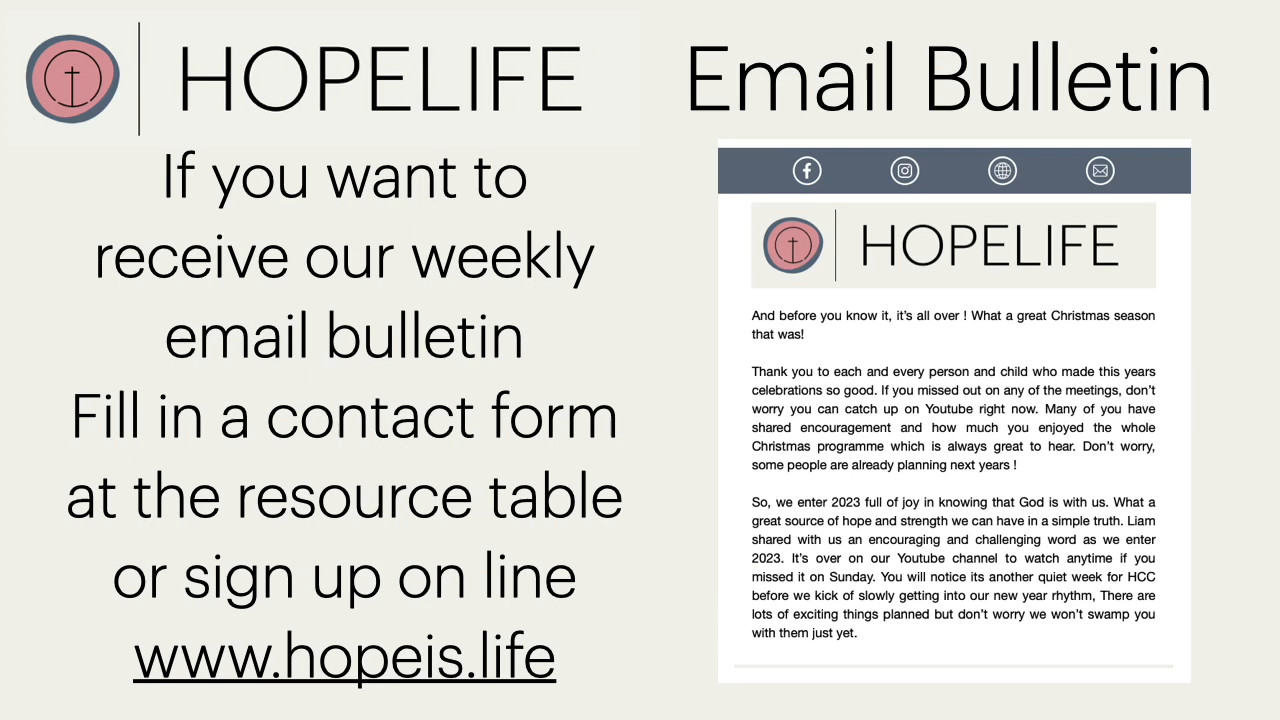 HOPELIFE
If you want to
receive our weekly
email bulletin
Fill in a contact form
at the resource table
or sign up on line
www.hopeis.life
Email Bulletin
HOPELIFE
And before you know it, it's all over ! What a great Christmas season
that was!
Thank you to each and every person and child who made this years
celebrations so good. If you missed out on any of the meetings, don't
worry you can catch up on Youtube right now. Many of you have
shared encouragement and how much you enjoyed the whole
Christmas programme which is always great to hear. Don't worry,
some people are already planning next years !
So, we enter 2023 full of joy in knowing that God is with us. What a
great source of hope and strength we can have in a simple truth. Liam
shared with us an encouraging and challenging word as we enter
2023. It's over on our Youtube channel to watch anytime if you
missed it on Sunday. You will notice its another quiet week for HCC
before we kick of slowly getting into our new year rhythm, There are
lots of exciting things planned but don't worry we won't swamp you
with them just yet.